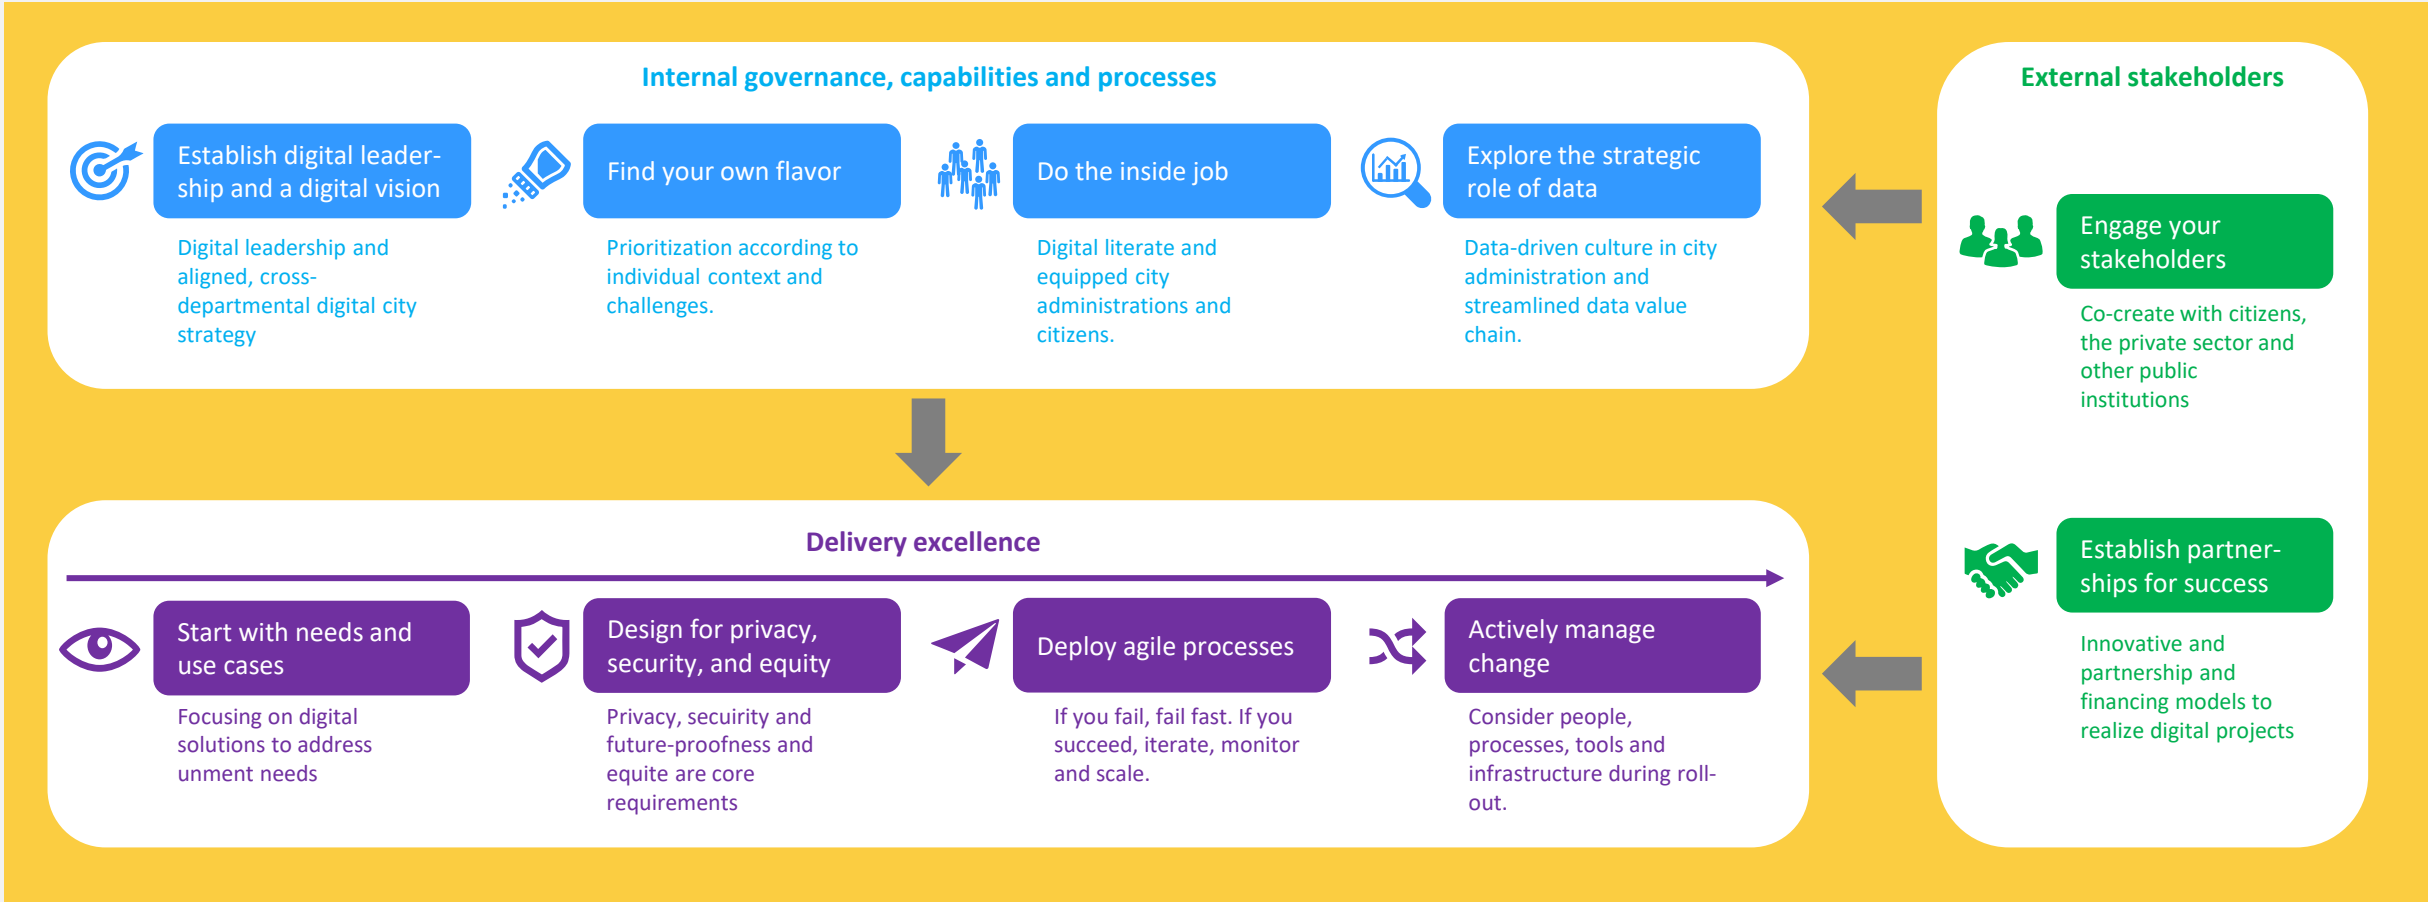 Internal governance, capabilities and processes
Establish digital leader-
ship and a digital vision
Digital leadership and
aligned, cross-
departmental digital city
strategy
Find your own flavor
Prioritization according to
individual context and
challenges.
Do the inside job
Digital literate and
equipped city
administrations and
citizens.
Explore the strategic
role of data
Data-driven culture in city
administration and
streamlined data value
chain.
Delivery excellence
Start with needs and
use cases
Focusing on digital
solutions to address
unment needs
Design for privacy,
security, and equity
Privacy, secuirity and
future-proofness and
equite are core
requirements
Deploy agile processes
If you fail, fail fast. If you
succeed, iterate, monitor
and scale.
Actively manage
change
Consider people,
processes, tools and
infrastructure during roll-
out.
External stakeholders
Engage your
stakeholders
Co-create with citizens,
the private sector and
other public
institutions
Establish partner-
ships for success
Innovative and
partnership and
financing models to
realize digital projects